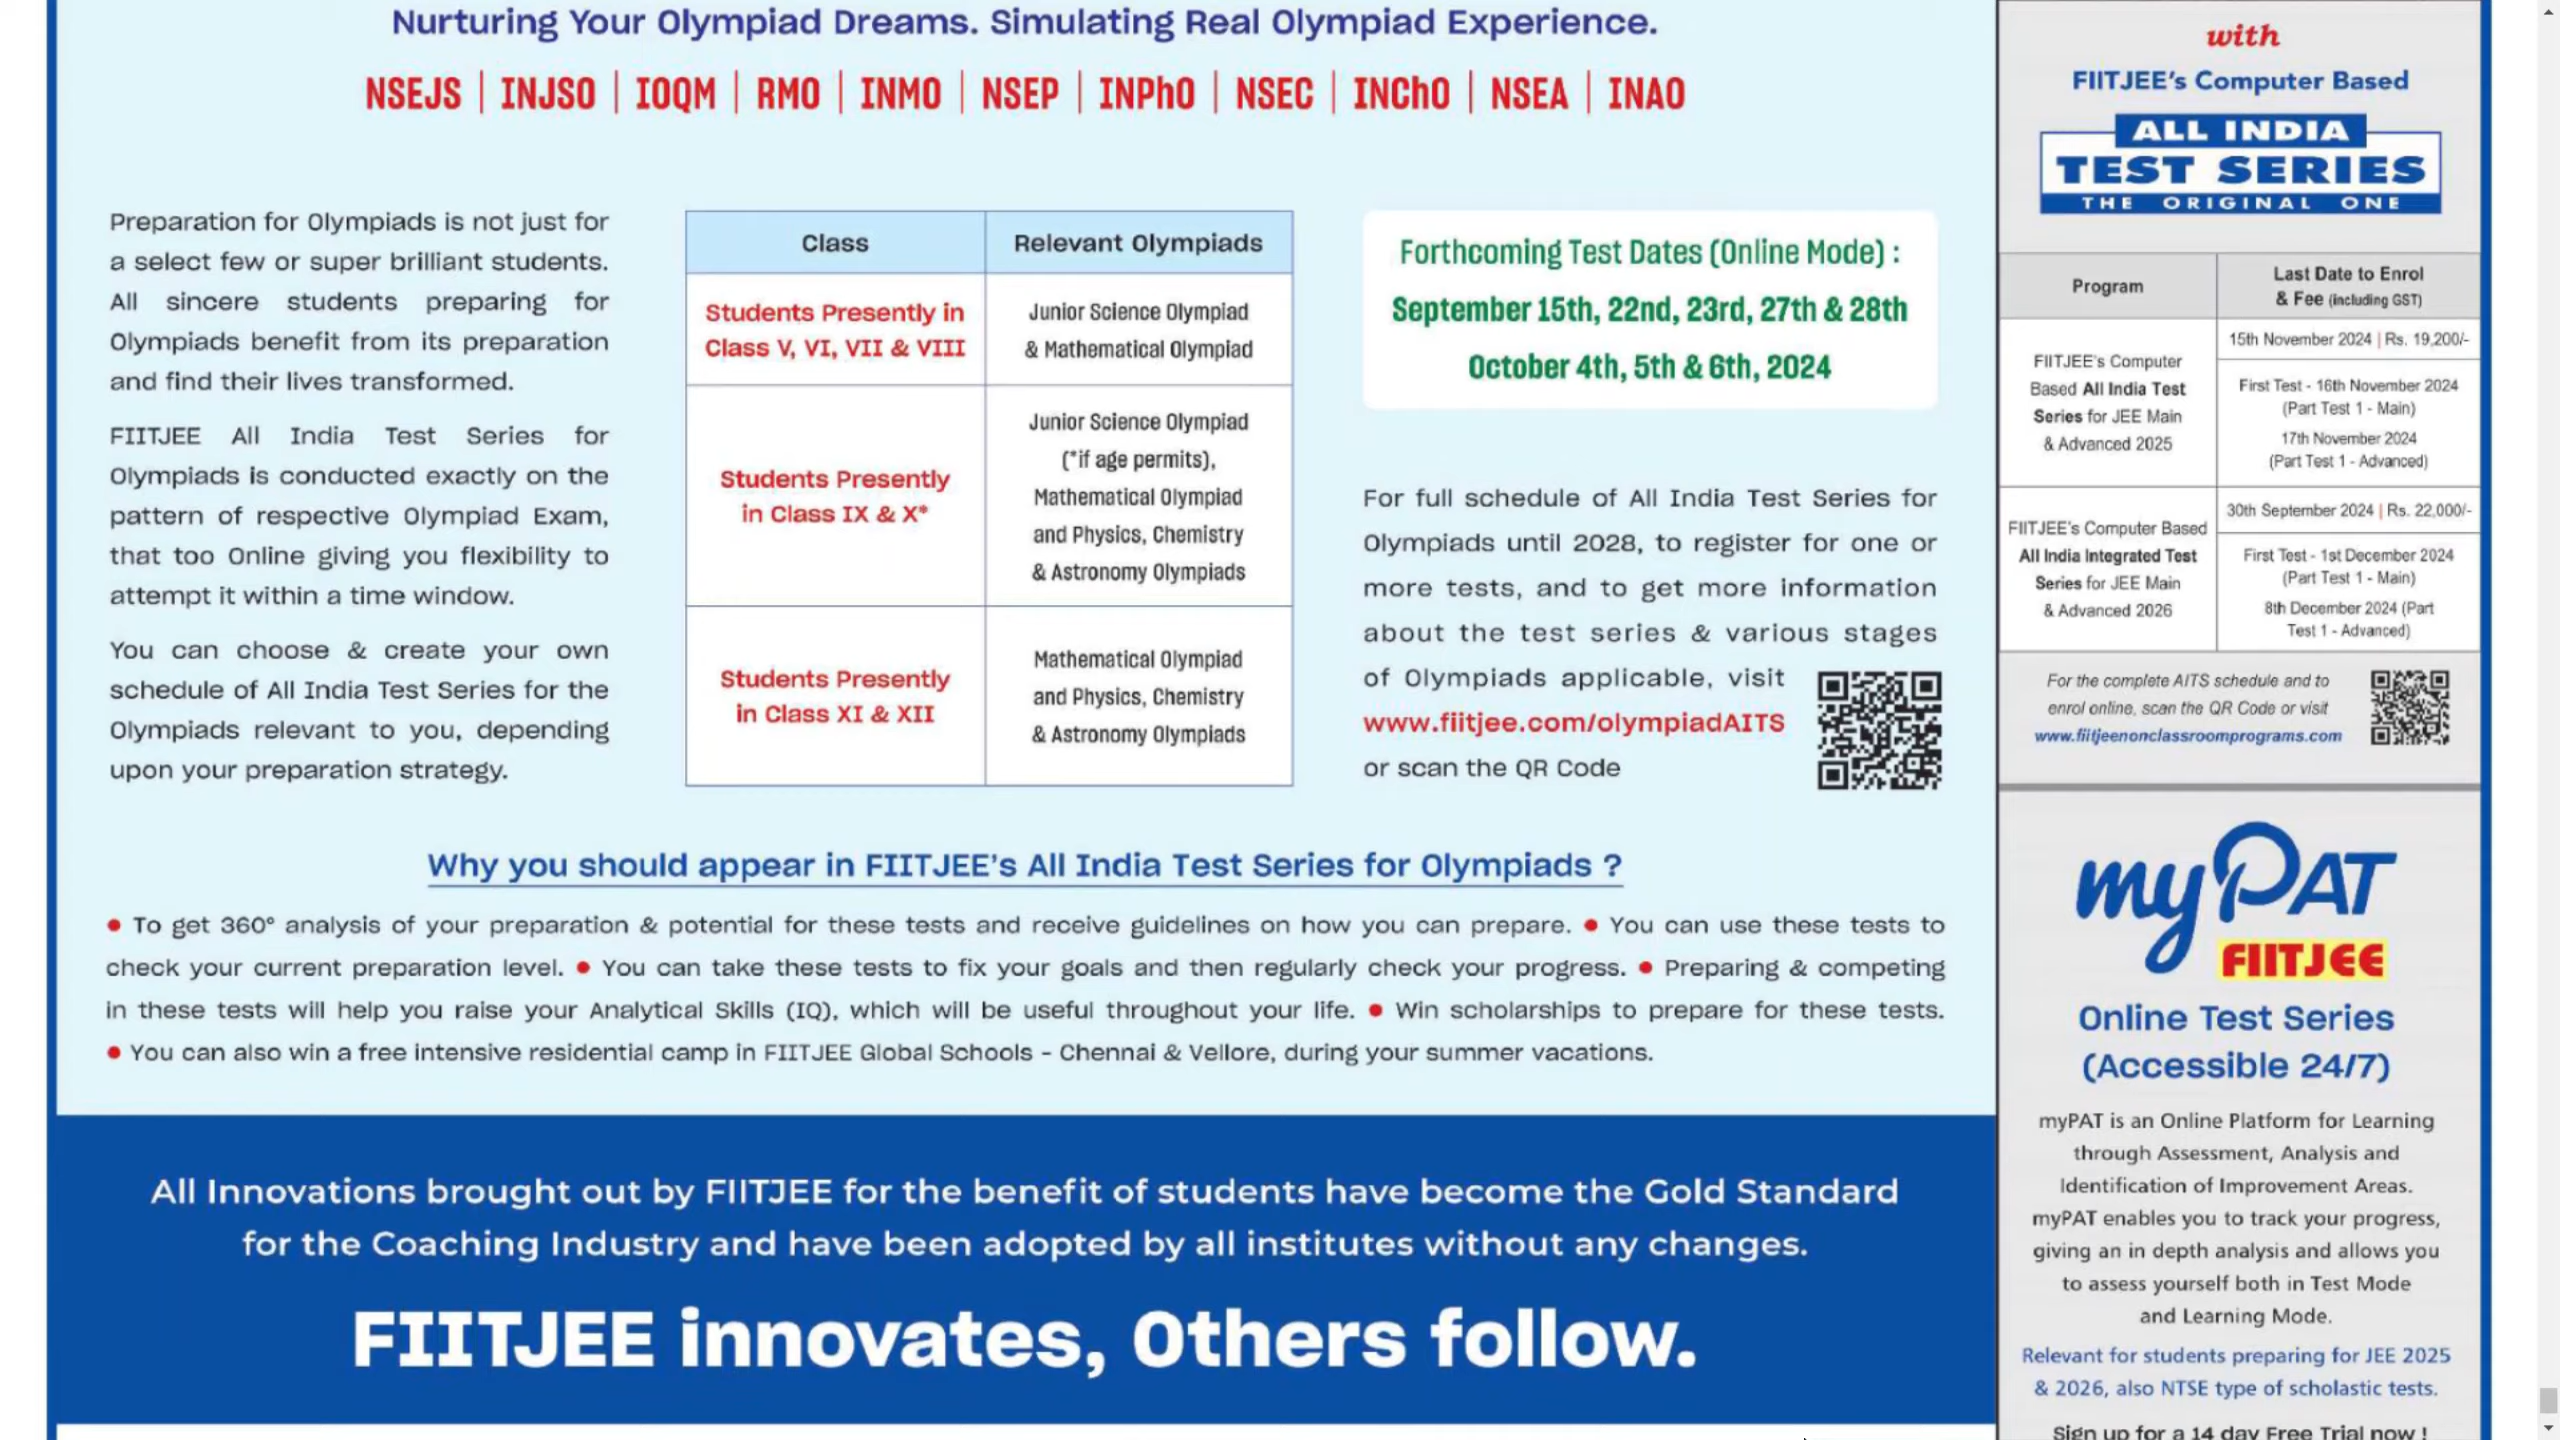 Nurturing Your Olympiad Dreams. Simulating Real Olympiad Experience.
NSEJS | INJSO | IOQM | RMO | INMO | NSEP | INPhO | NSEC | INChO | NSEA | INAO
Preparation for Olympiads is not just for
a select few or super brilliant students.
All sincere students preparing for
Olympiads benefit from its preparation
and find their lives transformed.
FIITJEE All India Test Series for
Olympiads is conducted exactly on the
pattern of respective Olympiad Exam,
that too Online giving you flexibility to
attempt it within a time window.
You can choose & create your own
schedule of All India Test Series for the
Olympiads relevant to you, depending
upon your preparation strategy.
Class
Relevant Olympiads
Students Presently in
Class V, VI, VII & VIII
Junior Science Olympiad
& Mathematical Olympiad
Students Presently
in Class IX & X*
Junior Science Olympiad
(*if age permits),
Mathematical Olympiad
and Physics, Chemistry
& Astronomy Olympiads
Students Presently
in Class XI & XII
Mathematical Olympiad
and Physics, Chemistry
& Astronomy Olympiads
Forthcoming Test Dates (Online Mode) :
September 15th, 22nd, 23rd, 27th & 28th
October 4th, 5th & 6th, 2024
For full schedule of All India Test Series for
Olympiads until 2028, to register for one or
more tests, and to get more information
about the test series & various stages
of Olympiads applicable, visit
www.fiitjee.com/olympiadAITS
or scan the QR Code
Why you should appear in FIITJEE's All India Test Series for Olympiads ?
● To get 360° analysis of your preparation & potential for these tests and receive guidelines on how you can prepare. ● You can use these tests to
check your current preparation level. ● You can take these tests to fix your goals and then regularly check your progress. ● Preparing & competing
in these tests will help you raise your Analytical Skills (IQ), which will be useful throughout your life. ● Win scholarships to prepare for these tests.
● You can also win a free intensive residential camp in FIITJEE Global Schools - Chennai & Vellore, during your summer vacations.
All Innovations brought out by FIITJEE for the benefit of students have become the Gold Standard
for the Coaching Industry and have been adopted by all institutes without any changes.
FIITJEE innovates, Others follow.
with
FIITJEE's Computer Based
ALL INDIA
TEST SERIES
THE ORIGINAL ONE
Program
Last Date to Enrol
& Fee (including GST)
FIITJEE's Computer
Based All India Test
Series for JEE Main
& Advanced 2025
15th November 2024 | Rs. 19,200/-
First Test - 16th November 2024
(Part Test 1 - Main)
17th November 2024
(Part Test 1 - Advanced)
FIITJEE's Computer Based
All India Integrated Test
Series for JEE Main
& Advanced 2026
30th September 2024 | Rs. 22,000/-
First Test - 1st December 2024
(Part Test 1 - Main)
8th December 2024 (Part
Test 1 - Advanced)
For the complete AITS schedule and to
enrol online, scan the QR Code or visit
www.fiitjeenonclassroomprograms.com
myPAT
FIITJEE
Online Test Series
(Accessible 24/7)
myPAT is an Online Platform for Learning
through Assessment, Analysis and
Identification of Improvement Areas.
myPAT enables you to track your progress,
giving an in depth analysis and allows you
to assess yourself both in Test Mode
and Learning Mode.
Relevant for students preparing for JEE 2025
& 2026, also NTSE type of scholastic tests.
Sign up for a 14 day Free Trial now !